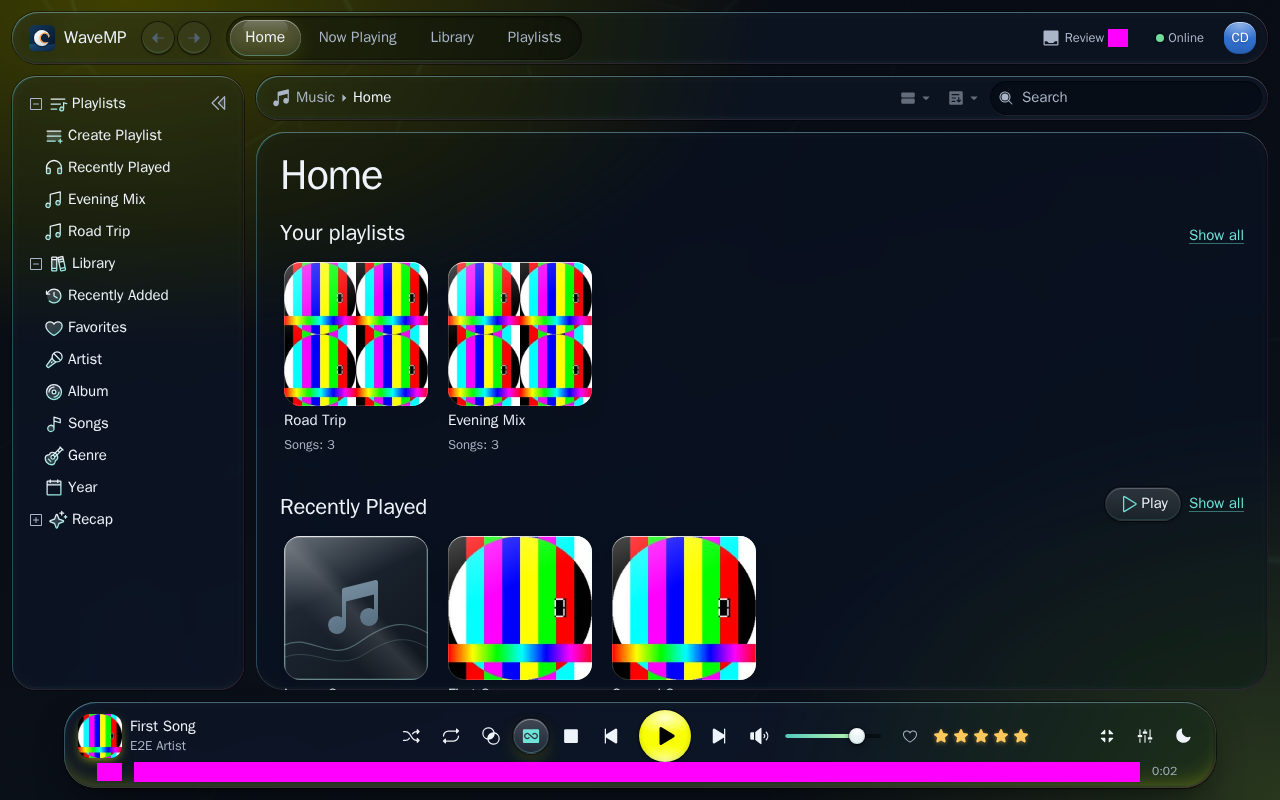 WaveMP
Home
Now Playing
Library
Playlists
Review
Online
CD
Playlists
Create Playlist
Recently Played
Evening Mix
Road Trip
Library
Recently Added
Favorites
Artist
Album
Songs
Genre
Year
Recap
Music
Home
Search
Home
Your playlists
Show all
Road Trip
Songs: 3
Evening Mix
Songs: 3
Recently Played
Play
Show all
First Song
E2E Artist
0:02